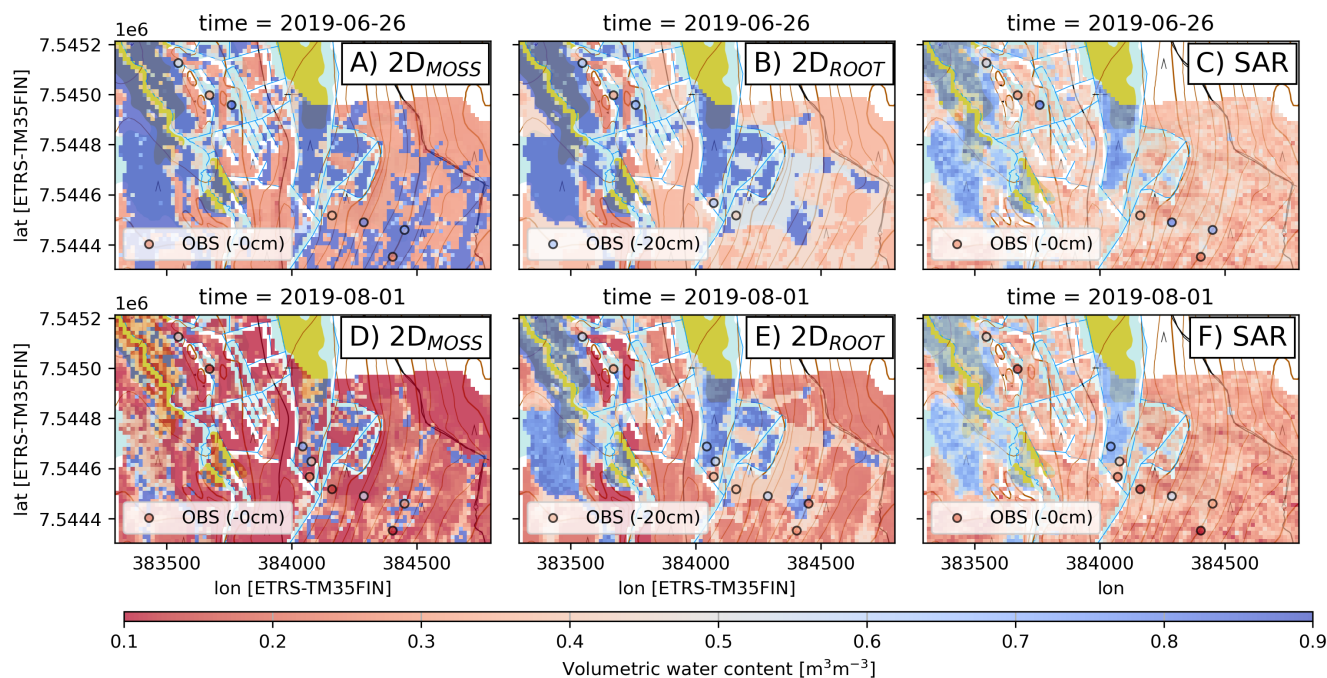 time = 2019-06-26
time = 2019-06-26
time = 2019-06-26
1e6
A) 2D_MOSS
B) 2D_ROOT
C) SAR
7.5452
7.5450
7.5448
7.5446
7.5444
lat [ETRS-TM35FIN]
OBS (-0cm)
OBS (-20cm)
OBS (-0cm)
time = 2019-08-01
time = 2019-08-01
time = 2019-08-01
1e6
D) 2D_MOSS
E) 2D_ROOT
F) SAR
7.5452
7.5450
7.5448
7.5446
7.5444
lat [ETRS-TM35FIN]
OBS (-0cm)
OBS (-20cm)
OBS (-0cm)
383500 384000 384500
383500 384000 384500
383500 384000 384500
lon [ETRS-TM35FIN]
lon [ETRS-TM35FIN]
lon
0.1 0.2 0.3 0.4 0.5 0.6 0.7 0.8 0.9
Volumetric water content [m³m⁻³]